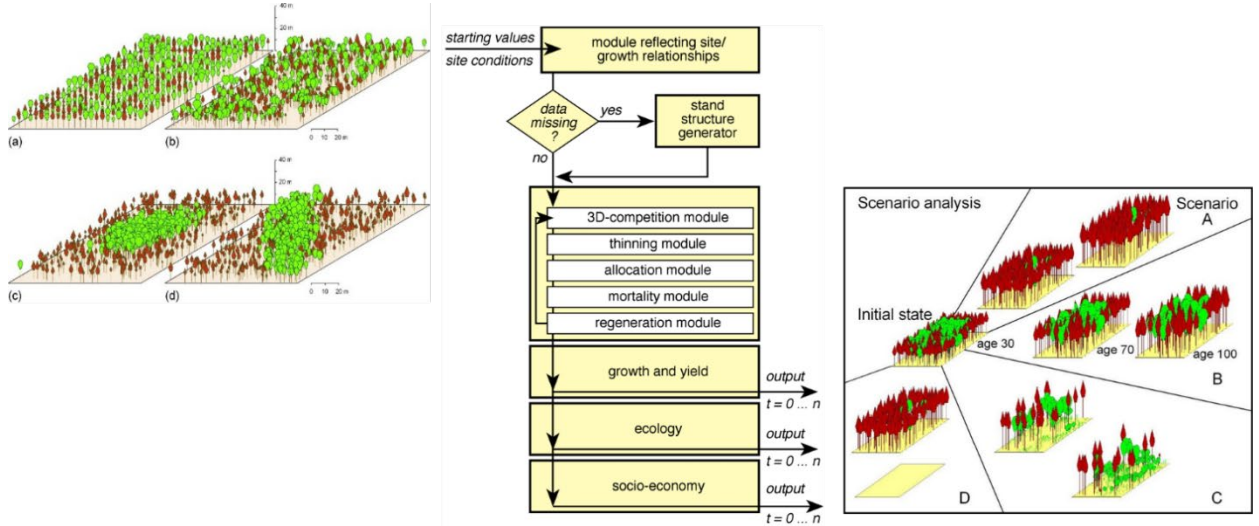 40 m
20 m
(a)
(b)
0 10 20 m
40 m
20 m
(c)
(d)
0 10 20 m
starting values
site conditions
module reflecting site/
growth relationships
data
missing
?
yes
no
stand
structure
generator
3D-competition module
thinning module
allocation module
mortality module
regeneration module
growth and yield
output
t = 0 ... n
ecology
output
t = 0 ... n
socio-economy
output
t = 0 ... n
Scenario analysis
Scenario
A
Initial state
age 30
age 70
age 100
B
D
C